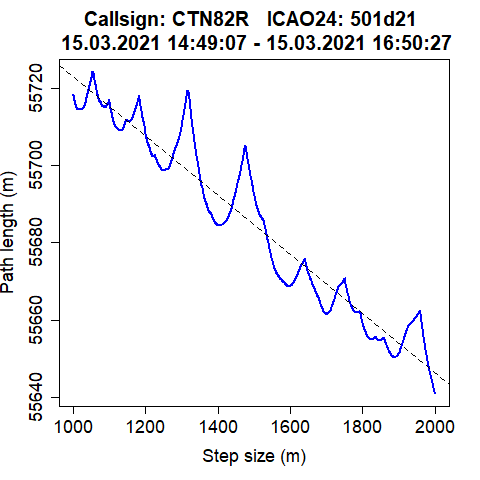 Callsign: CTN82R ICAO24: 501d21
15.03.2021 14:49:07 - 15.03.2021 16:50:27
Path length (m)
55720
55700
55680
55660
55640
1000 1200 1400 1600 1800 2000
Step size (m)